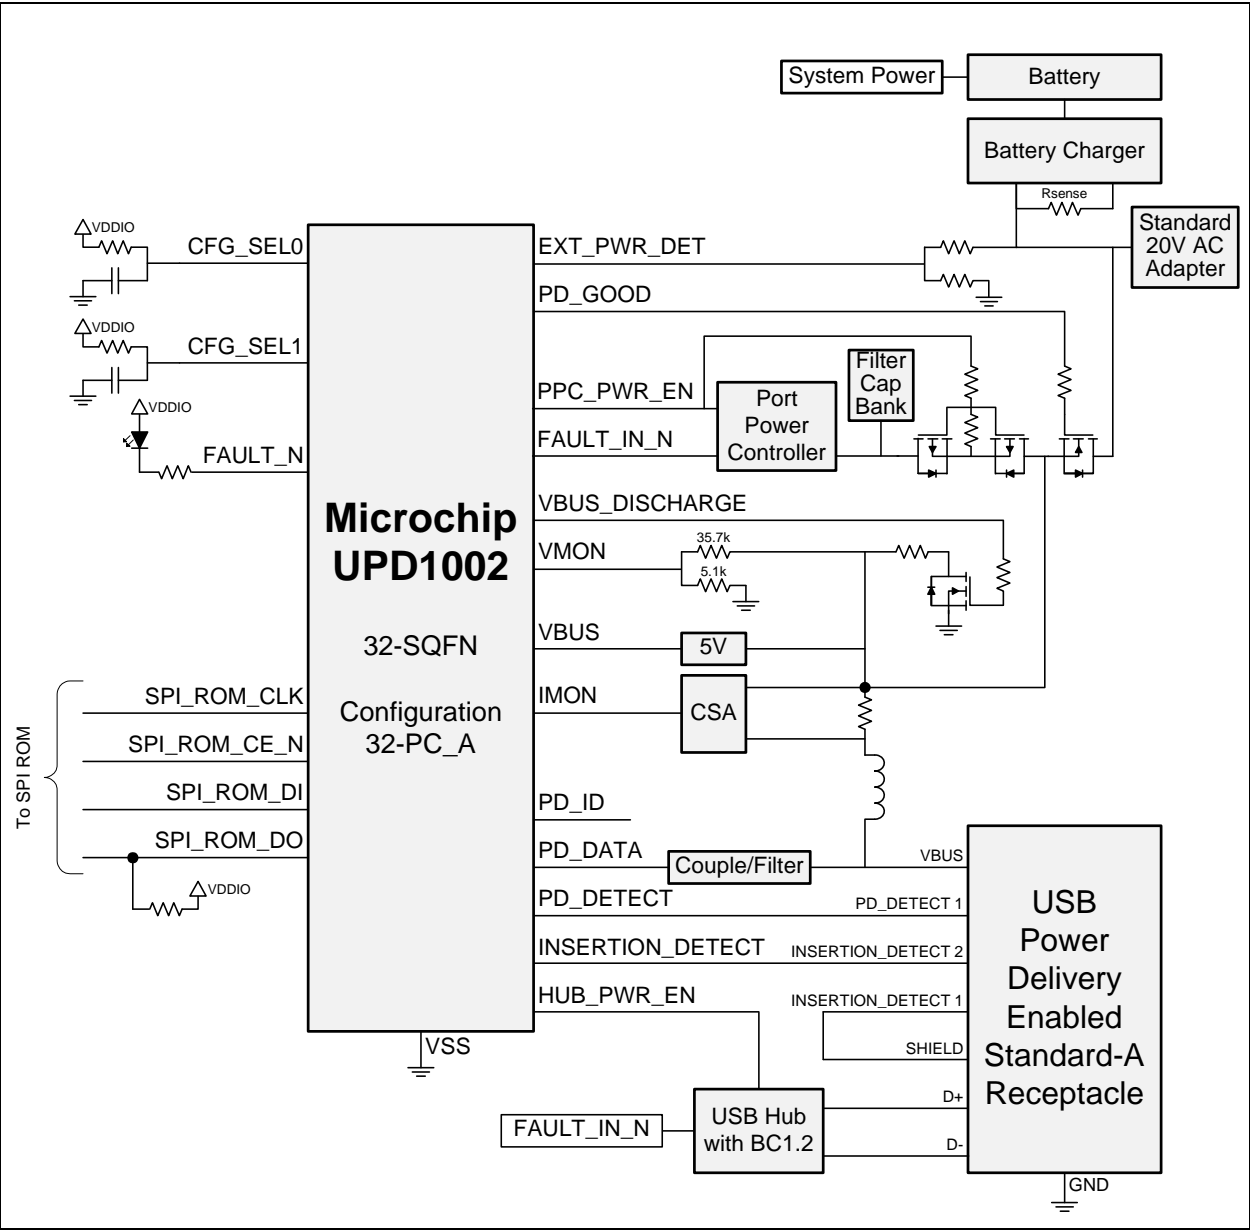 System Power
Battery
Battery Charger
Rsense
Standard
20V AC
Adapter
VDDIO
CFG_SEL0
VDDIO
CFG_SEL1
VDDIO
FAULT_N
Microchip
UPD1002
32-SQFN
Configuration
32-PC_A
To SPI ROM
SPI_ROM_CLK
SPI_ROM_CE_N
SPI_ROM_DI
SPI_ROM_DO
VDDIO
VSS
EXT_PWR_DET
PD_GOOD
PPC_PWR_EN
FAULT_IN_N
Port
Power
Controller
Filter
Cap
Bank
VBUS_DISCHARGE
VMON
35.7k
5.1k
VBUS
5V
IMON
CSA
PD_ID
PD_DATA
Couple/Filter
VBUS
PD_DETECT
PD_DETECT 1
INSERTION_DETECT
INSERTION_DETECT 2
HUB_PWR_EN
INSERTION_DETECT 1
SHIELD
USB
Power
Delivery
Enabled
Standard-A
Receptacle
FAULT_IN_N
USB Hub
with BC1.2
D+
D-
GND